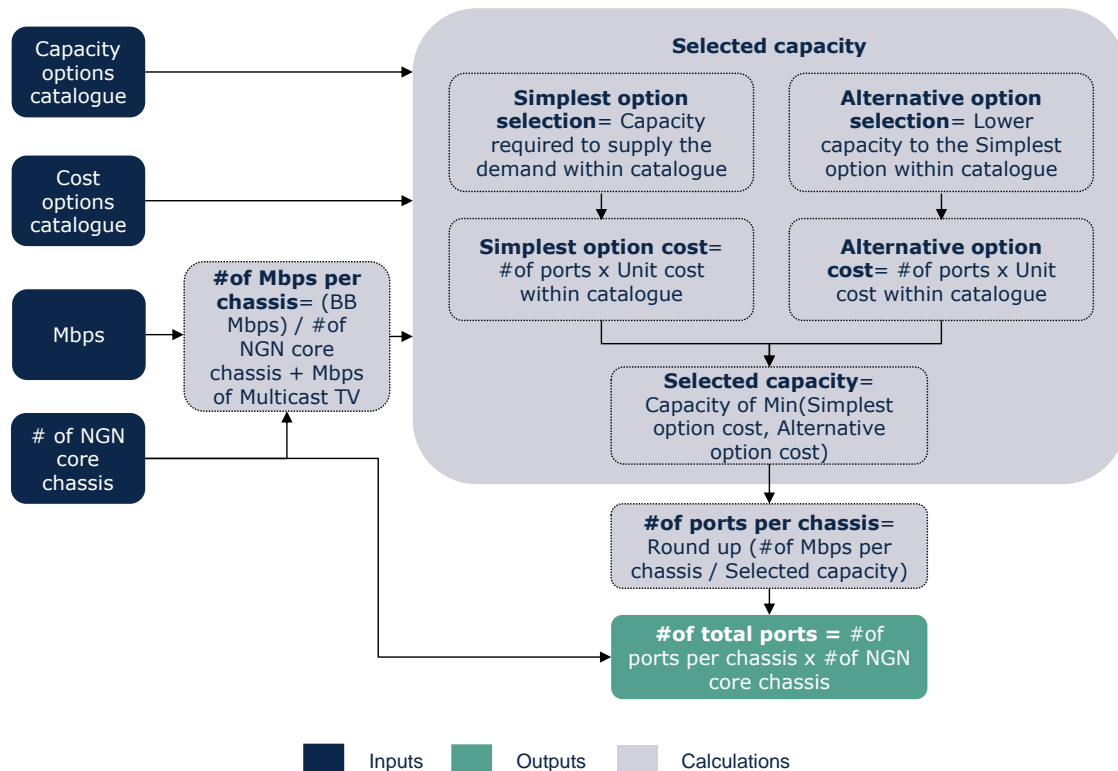 Capacity
options
catalogue
Cost
options
catalogue
Mbps
# of NGN
core
chassis
#of Mbps per
chassis= (BB
Mbps) / #of
NGN core
chassis + Mbps
of Multicast TV
Selected capacity
Simplest option
selection= Capacity
required to supply the
demand within catalogue
Alternative option
selection= Lower
capacity to the Simplest
option within catalogue
Simplest option cost=
#of ports x Unit cost
within catalogue
Alternative option
cost= #of ports x Unit
cost within catalogue
Selected capacity=
Capacity of Min(Simplest
option cost, Alternative
option cost)
#of ports per chassis=
Round up (#of Mbps per
chassis / Selected capacity)
#of total ports = #of
ports per chassis x #of NGN
core chassis
Inputs
Outputs
Calculations